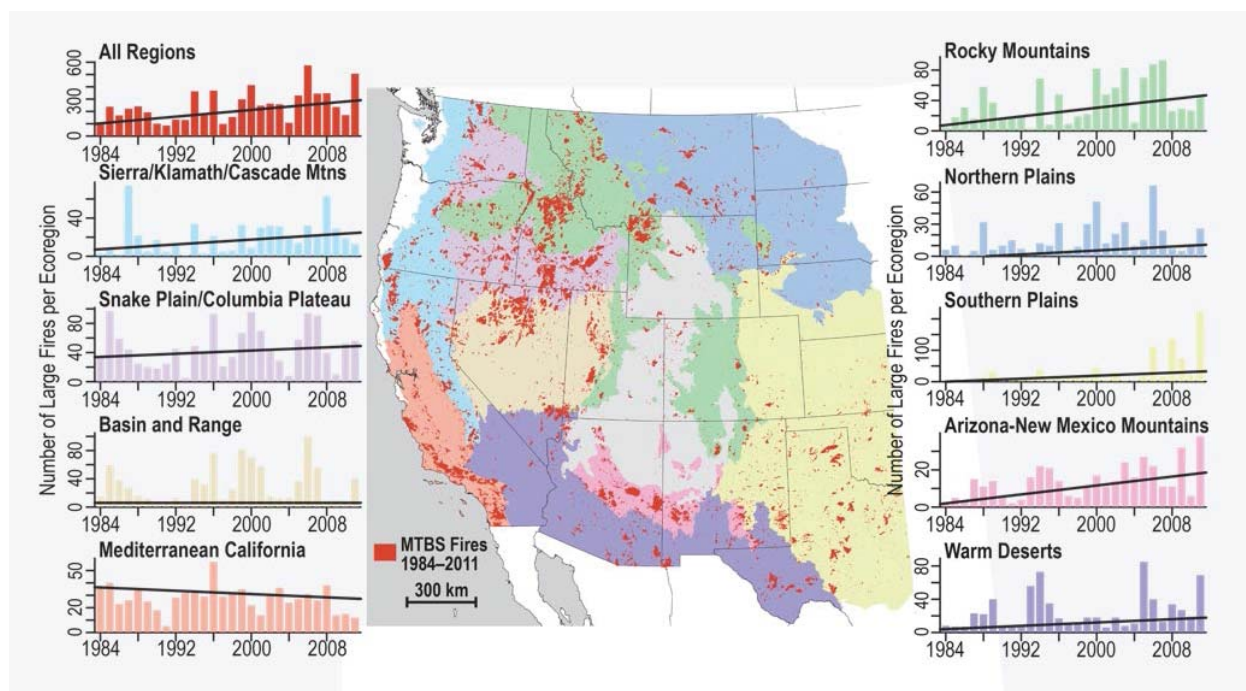 All Regions
600
300
0
1984 1992 2000 2008
Sierra/Klamath/Cascade Mtns
40
0
1984 1992 2000 2008
Snake Plain/Columbia Plateau
80
40
0
1984 1992 2000 2008
Basin and Range
80
40
0
1984 1992 2000 2008
Mediterranean California
50
20
0
1984 1992 2000 2008
Number of Large Fires per Ecoregion
MTBS Fires
1984–2011
300 km
Number of Large Fires per Ecoregion
Rocky Mountains
80
40
0
1984 1992 2000 2008
Northern Plains
60
30
0
1984 1992 2000 2008
Southern Plains
100
0
1984 1992 2000 2008
Arizona-New Mexico Mountains
20
0
1984 1992 2000 2008
Warm Deserts
80
40
0
1984 1992 2000 2008